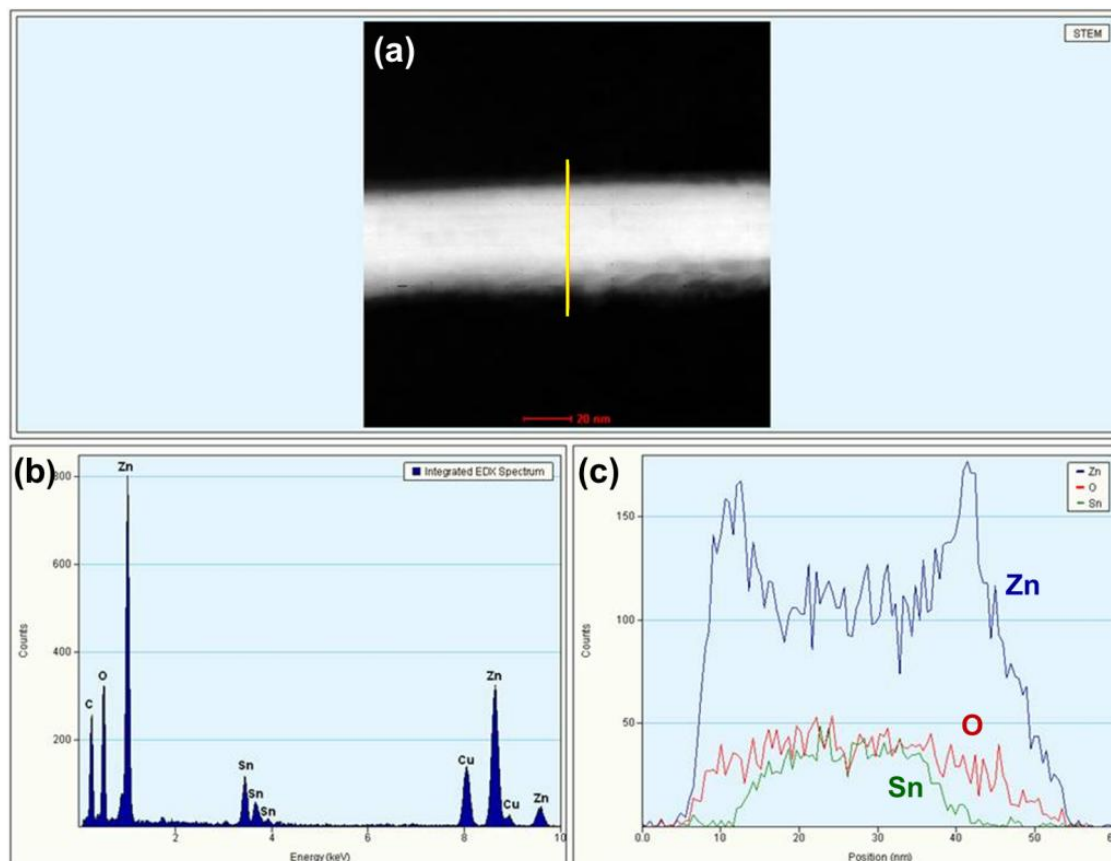 (a)
STEM
20 nm
(b)
Integrated EDX Spectrum
Counts
800
600
400
200
C
O
Zn
Sn
Sn
Sn
Cu
Cu
Zn
Zn
2
4
6
8
10
Energy (keV)
(c)
Zn
O
Sn
Counts
150
100
50
Zn
O
Sn
0.0
10
20
30
40
50
60
Position (nm)